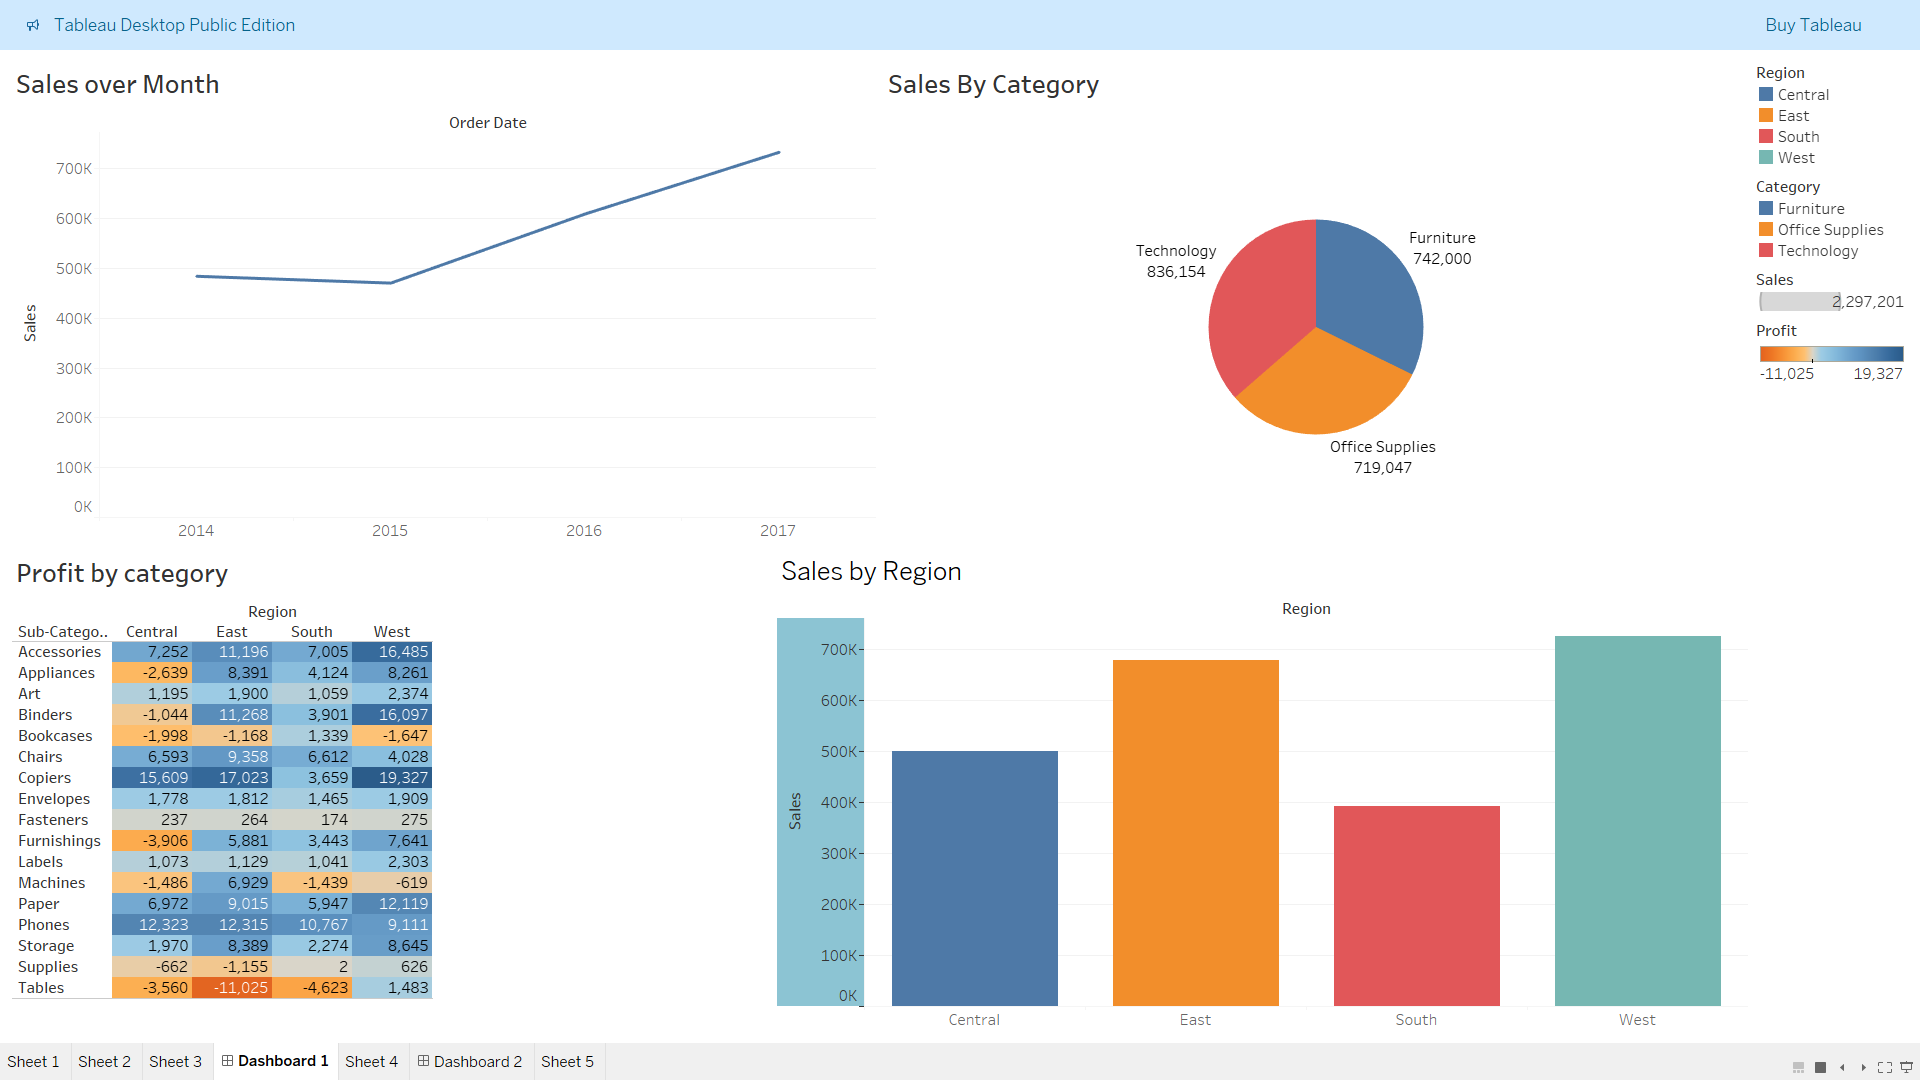 Tableau Desktop Public Edition
Buy Tableau
Sales over Month
Order Date
700K
600K
500K
400K
300K
200K
100K
0K
Sales
2014 2015 2016 2017
Sales By Category
Technology
836,154
Furniture
742,000
Office Supplies
719,047
Region
Central
East
South
West
Category
Furniture
Office Supplies
Technology
Sales
2,297,201
Profit
-11,025 19,327
Profit by category
Region
Sub-Catego.. Central East South West
Accessories 7,252 11,196 7,005 16,485
Appliances -2,639 8,391 4,124 8,261
Art 1,195 1,900 1,059 2,374
Binders -1,044 11,268 3,901 16,097
Bookcases -1,998 -1,168 1,339 -1,647
Chairs 6,593 9,358 6,612 4,028
Copiers 15,609 17,023 3,659 19,327
Envelopes 1,778 1,812 1,465 1,909
Fasteners 237 264 174 275
Furnishings -3,906 5,881 3,443 7,641
Labels 1,073 1,129 1,041 2,303
Machines -1,486 6,929 -1,439 -619
Paper 6,972 9,015 5,947 12,119
Phones 12,323 12,315 10,767 9,111
Storage 1,970 8,389 2,274 8,645
Supplies -662 -1,155 2 626
Tables -3,560 -11,025 -4,623 1,483
Sales by Region
Region
700K
600K
500K
400K
300K
200K
100K
0K
Sales
Central East South West
Sheet 1 Sheet 2 Sheet 3 Dashboard 1 Sheet 4 Dashboard 2 Sheet 5